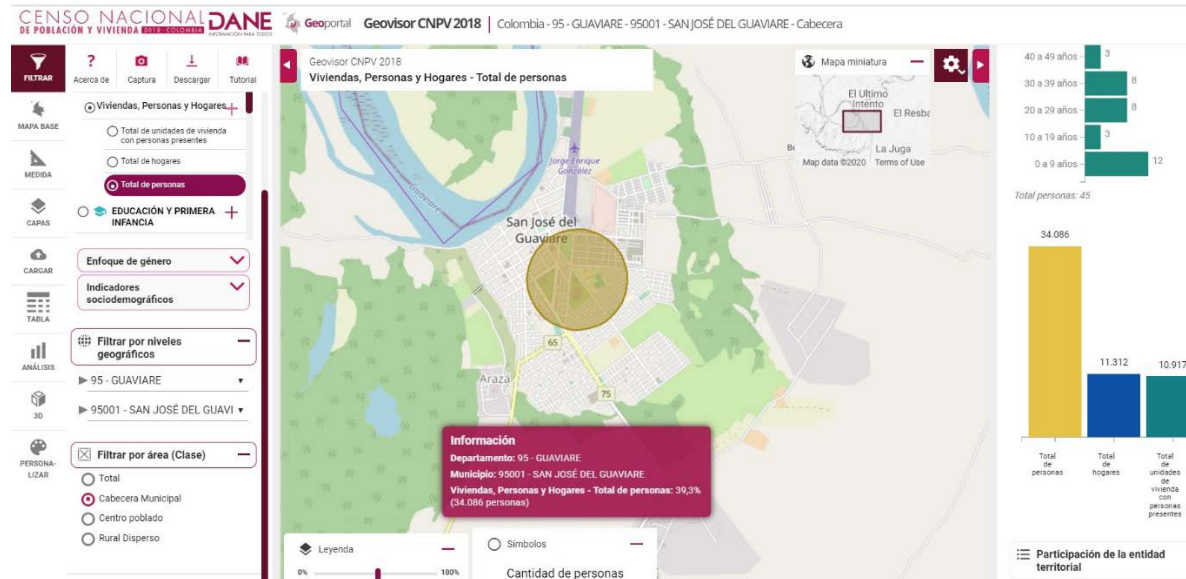 CENSO NACIONAL
DE POBLACIÓN Y VIVIENDA 2018 - COLOMBIA
DANE
INFORMACIÓN PARA TODOS
Geoportal
Geovisor CNPV 2018
Colombia - 95 - GUAVIARE - 95001 - SAN JOSÉ DEL GUAVIARE - Cabecera
FILTRAR
MAPA BASE
MEDIDA
CAPAS
CARGAR
TABLA
ANÁLISIS
3D
PERSONA-
LIZAR
?
Acerca de
Captura
Descargar
Tutorial
Viviendas, Personas y Hogares
Total de unidades de vivienda
con personas presentes
Total de hogares
Total de personas
EDUCACIÓN Y PRIMERA
INFANCIA
Enfoque de género
Indicadores
sociodemográficos
Filtrar por niveles
geográficos
95 - GUAVIARE
95001 - SAN JOSÉ DEL GUAVI
Filtrar por área (Clase)
Total
Cabecera Municipal
Centro poblado
Rural Disperso
Geovisor CNPV 2018
Viviendas, Personas y Hogares - Total de personas
Guaviare
Jorge Enrique
González
San José del
Guaviare
65
Araza
75
Información
Departamento: 95 - GUAVIARE
Municipio: 95001 - SAN JOSÉ DEL GUAVIARE
Viviendas, Personas y Hogares - Total de personas: 39,3%
(34.086 personas)
Leyenda
0%
100%
Símbolos
Cantidad de personas
Mapa miniatura
El Ultimo
Intento
El Resba
La Juga
Map data ©2020
Terms of Use
40 a 49 años
3
30 a 39 años
8
20 a 29 años
8
10 a 19 años
3
0 a 9 años
12
Total personas: 45
34.086
11.312
10.917
Total
de
personas
Total
de
hogares
Total
de
unidades
de
vivienda
con
personas
presentes
Participación de la entidad
territorial